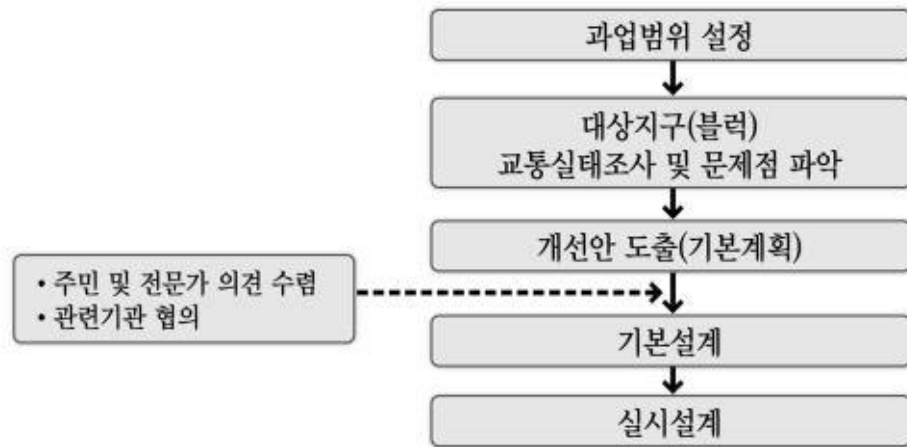 과업범위 설정
대상지구(블럭)
교통실태조사 및 문제점 파악
개선안 도출(기본계획)
• 주민 및 전문가 의견 수렴
• 관련기관 협의
기본설계
실시설계